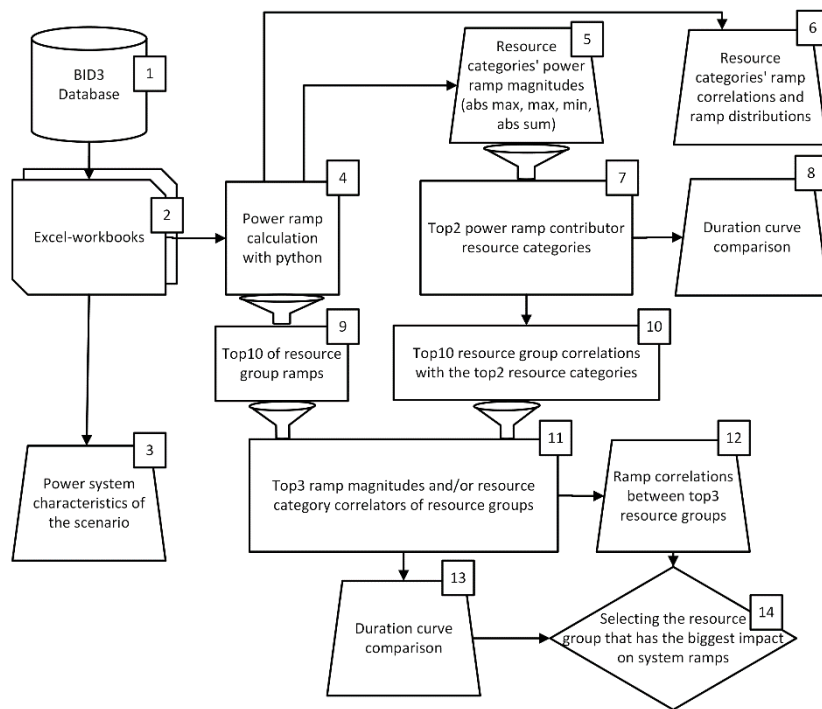 1
BID3
Database
2
Excel-workbooks
3
Power system
characteristics of
the scenario
4
Power ramp
calculation
with python
5
Resource
categories' power
ramp magnitudes
(abs max, max, min,
abs sum)
6
Resource
categories' ramp
correlations and
ramp distributions
7
Top2 power ramp contributor
resource categories
8
Duration curve
comparison
9
Top10 of resource
group ramps
10
Top10 resource group correlations
with the top2 resource categories
11
Top3 ramp magnitudes and/or resource
category correlators of resource groups
12
Ramp correlations
between top3
resource groups
13
Duration curve
comparison
14
Selecting the resource
group that has the biggest impact
on system ramps